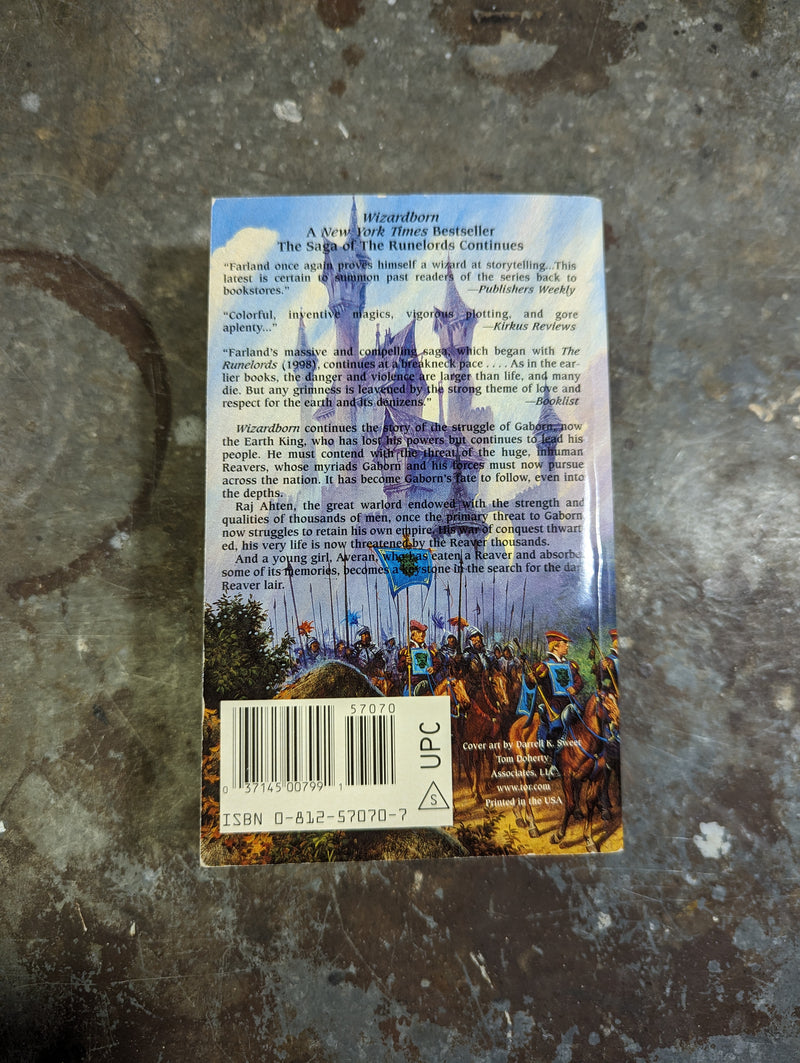 Wizardborn
A New York Times Bestseller
The Saga of The Runelords Continues
“Farland once again proves himself a wizard at storytelling...This
latest is certain to summon past readers of the series back to
bookstores.” —Publishers Weekly
“Colorful, inventive magics, vigorous plotting, and gore
aplenty...” —Kirkus Reviews
“Farland's massive and compelling saga, which began with The
Runelords (1998), continues at a breakneck pace . . . . As in the ear-
lier books, the danger and violence are larger than life, and many
die. But any grimness is leavened by the strong theme of love and
respect for the earth and its denizens.” —Booklist
Wizardborn continues the story of the struggle of Gaborn, now
the Earth King, who has lost his powers but continues to lead his
people. He must contend with the threat of the huge, inhuman
Reavers, whose myriads Gaborn and his forces must now pursue
across the nation. It has become Gaborn's fate to follow, even into
the depths.
Raj Ahten, the great warlord endowed with the strength and
qualities of thousands of men, once the primary threat to Gaborn
now struggles to retain his own empire. His war of conquest thwart
ed, his very life is now threatened by the Reaver thousands.
And a young girl, Averan, who has eaten a Reaver and absorbe
some of its memories, becomes a keystone in the search for the dar
Reaver lair.
57070
0 37145 00799 1
UPC
S
ISBN 0-812-57070-7
Cover art by Darrell K. Sweet
Tom Doherty
Associates, LLC
www.tor.com
Printed in the USA